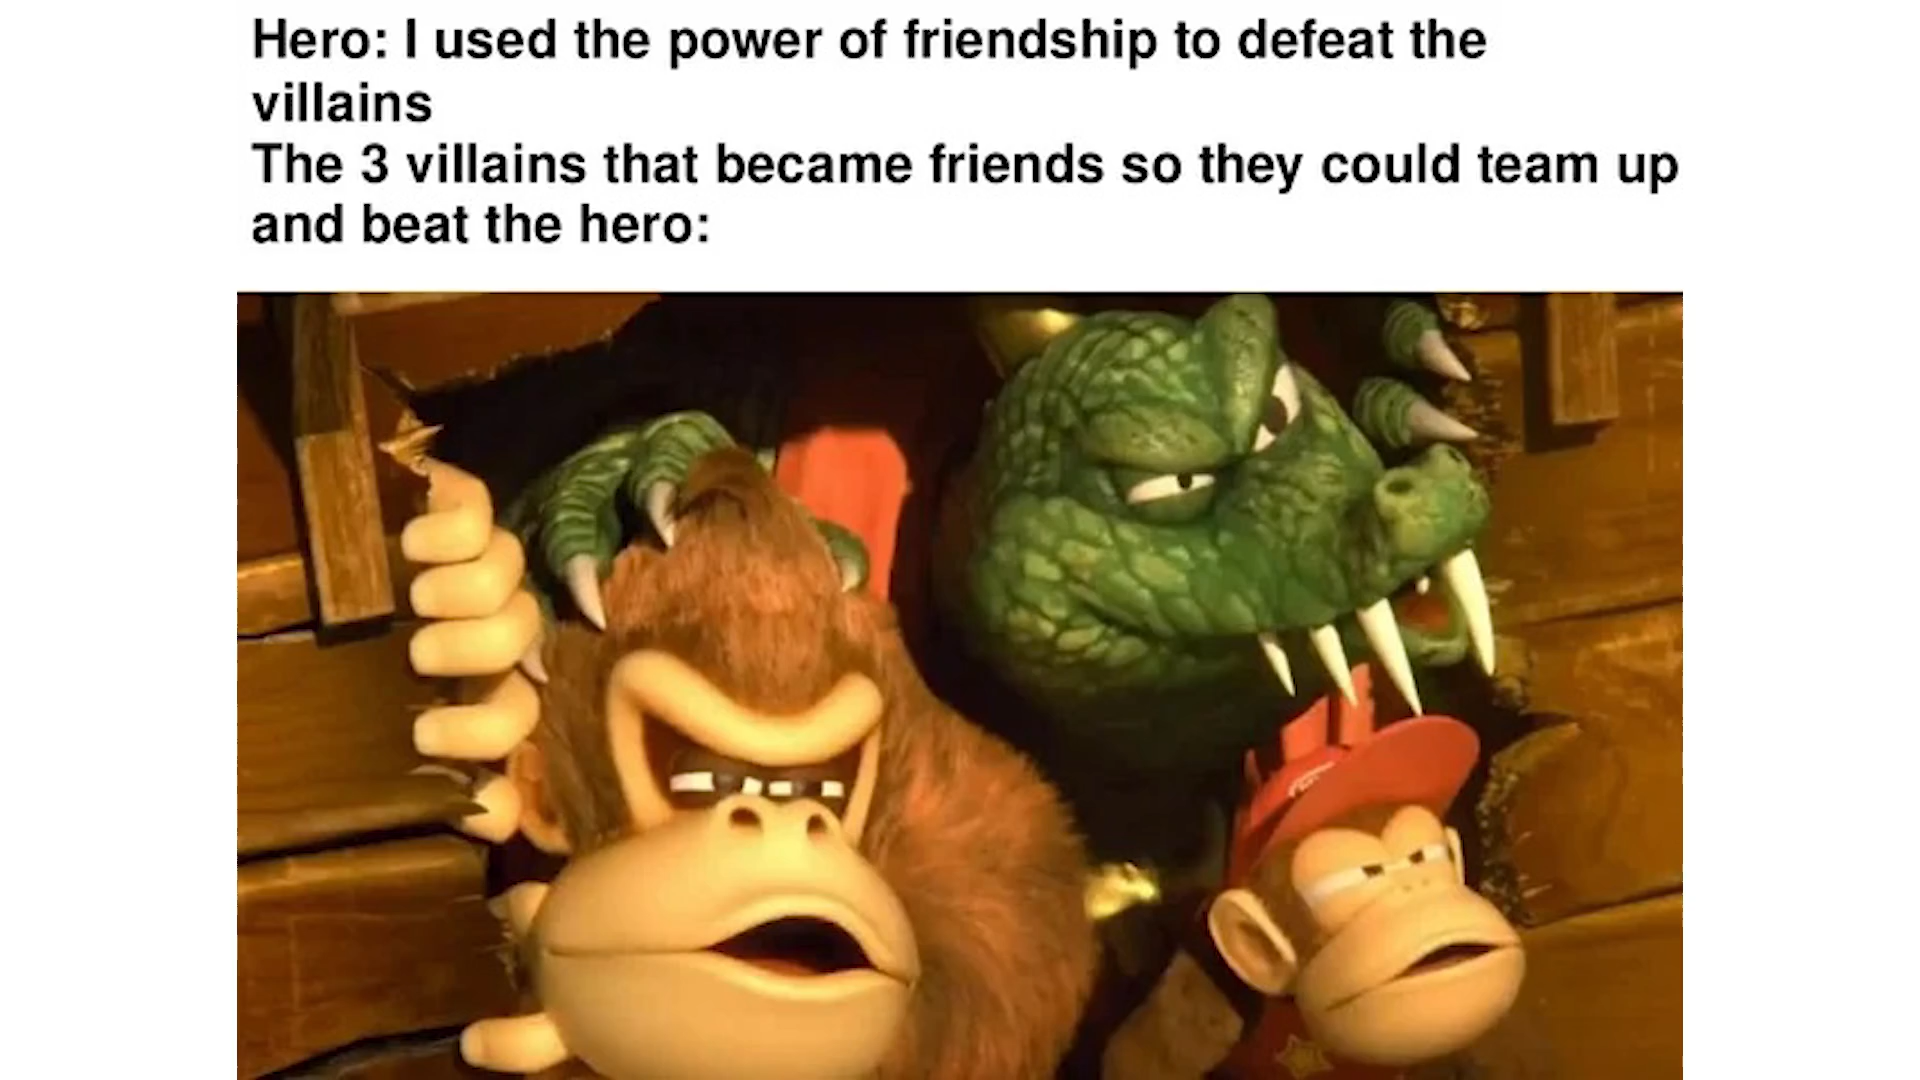 Hero: I used the power of friendship to defeat the
villains
The 3 villains that became friends so they could team up
and beat the hero: